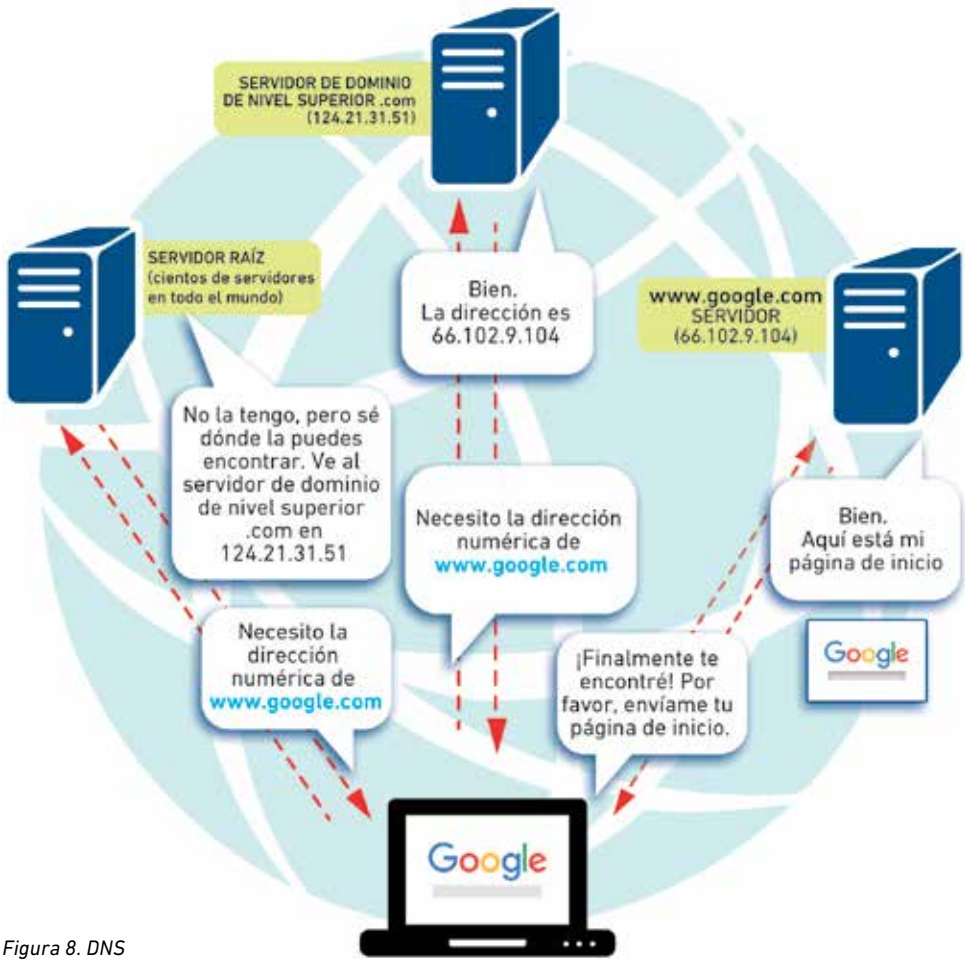 SERVIDOR DE DOMINIO
DE NIVEL SUPERIOR .com
(124.21.31.51)
SERVIDOR RAÍZ
(cientos de servidores
en todo el mundo)
Bien.
La dirección es
66.102.9.104
www.google.com
SERVIDOR
(66.102.9.104)
No la tengo, pero sé
dónde la puedes
encontrar. Ve al
servidor de dominio
de nivel superior
.com en
124.21.31.51
Necesito la dirección
numérica de
www.google.com
Bien.
Aquí está mi
página de inicio
Google
Necesito la
dirección
numérica de
www.google.com
¡Finalmente te
encontré! Por
favor, envíame tu
página de inicio.
Google
Figura 8. DNS